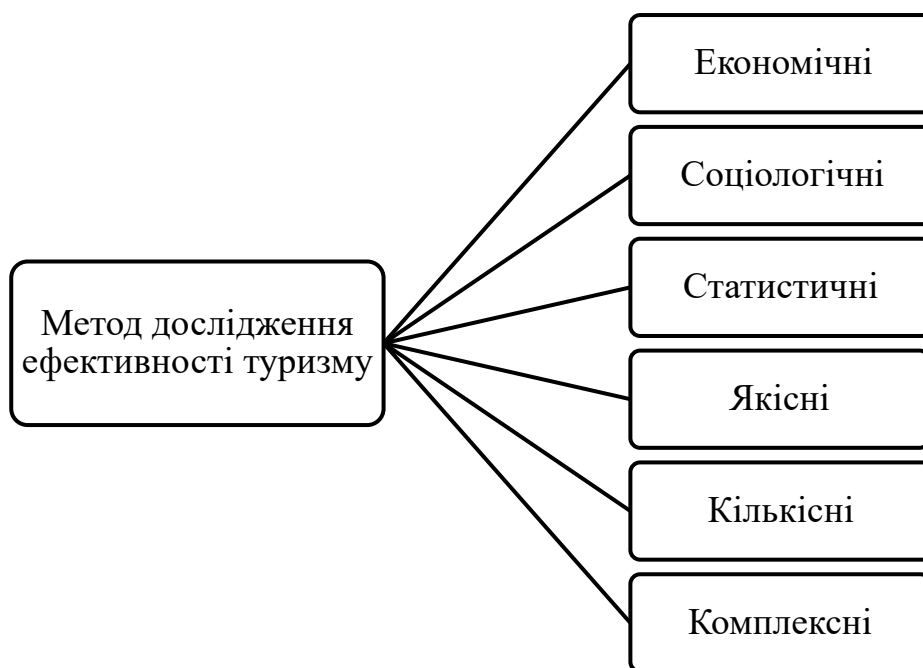 Метод дослідження
ефективності туризму
Економічні
Соціологічні
Статистичні
Якісні
Кількісні
Комплексні